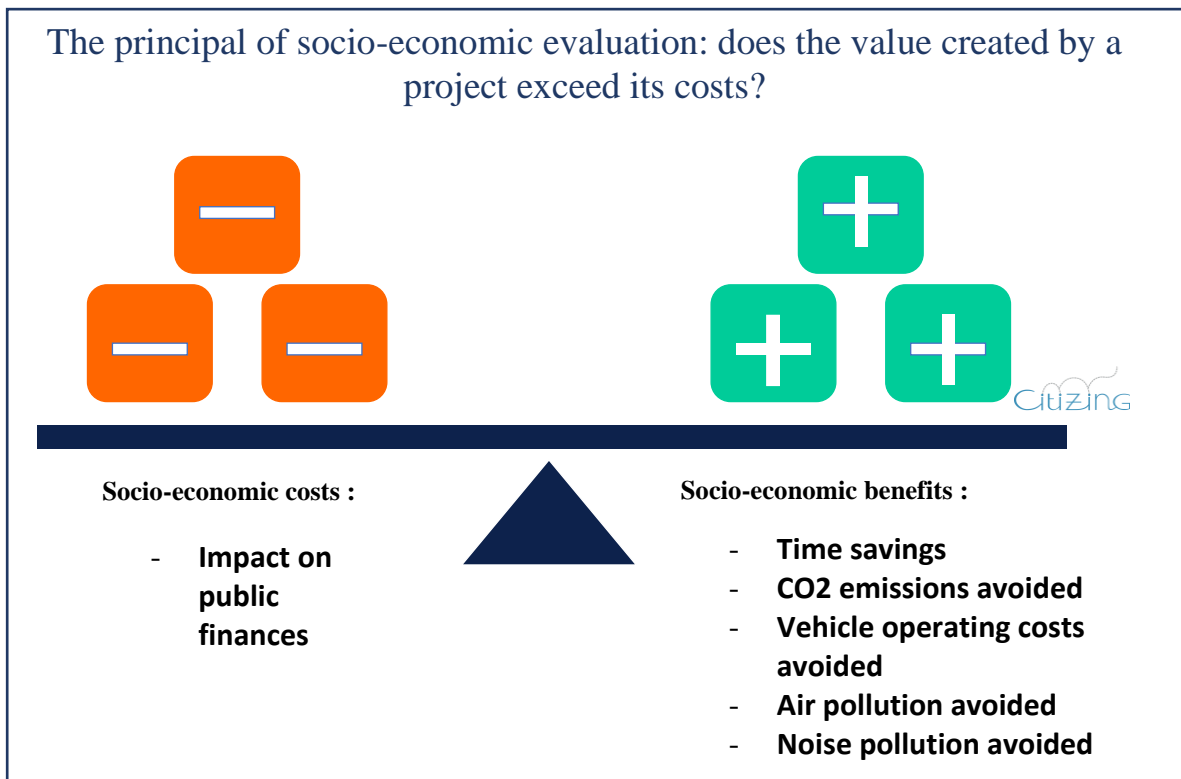 The principal of socio-economic evaluation: does the value created by a
project exceed its costs?
CitiZing
Socio-economic costs :
- Impact on
public
finances
Socio-economic benefits :
- Time savings
- CO2 emissions avoided
- Vehicle operating costs
avoided
- Air pollution avoided
- Noise pollution avoided